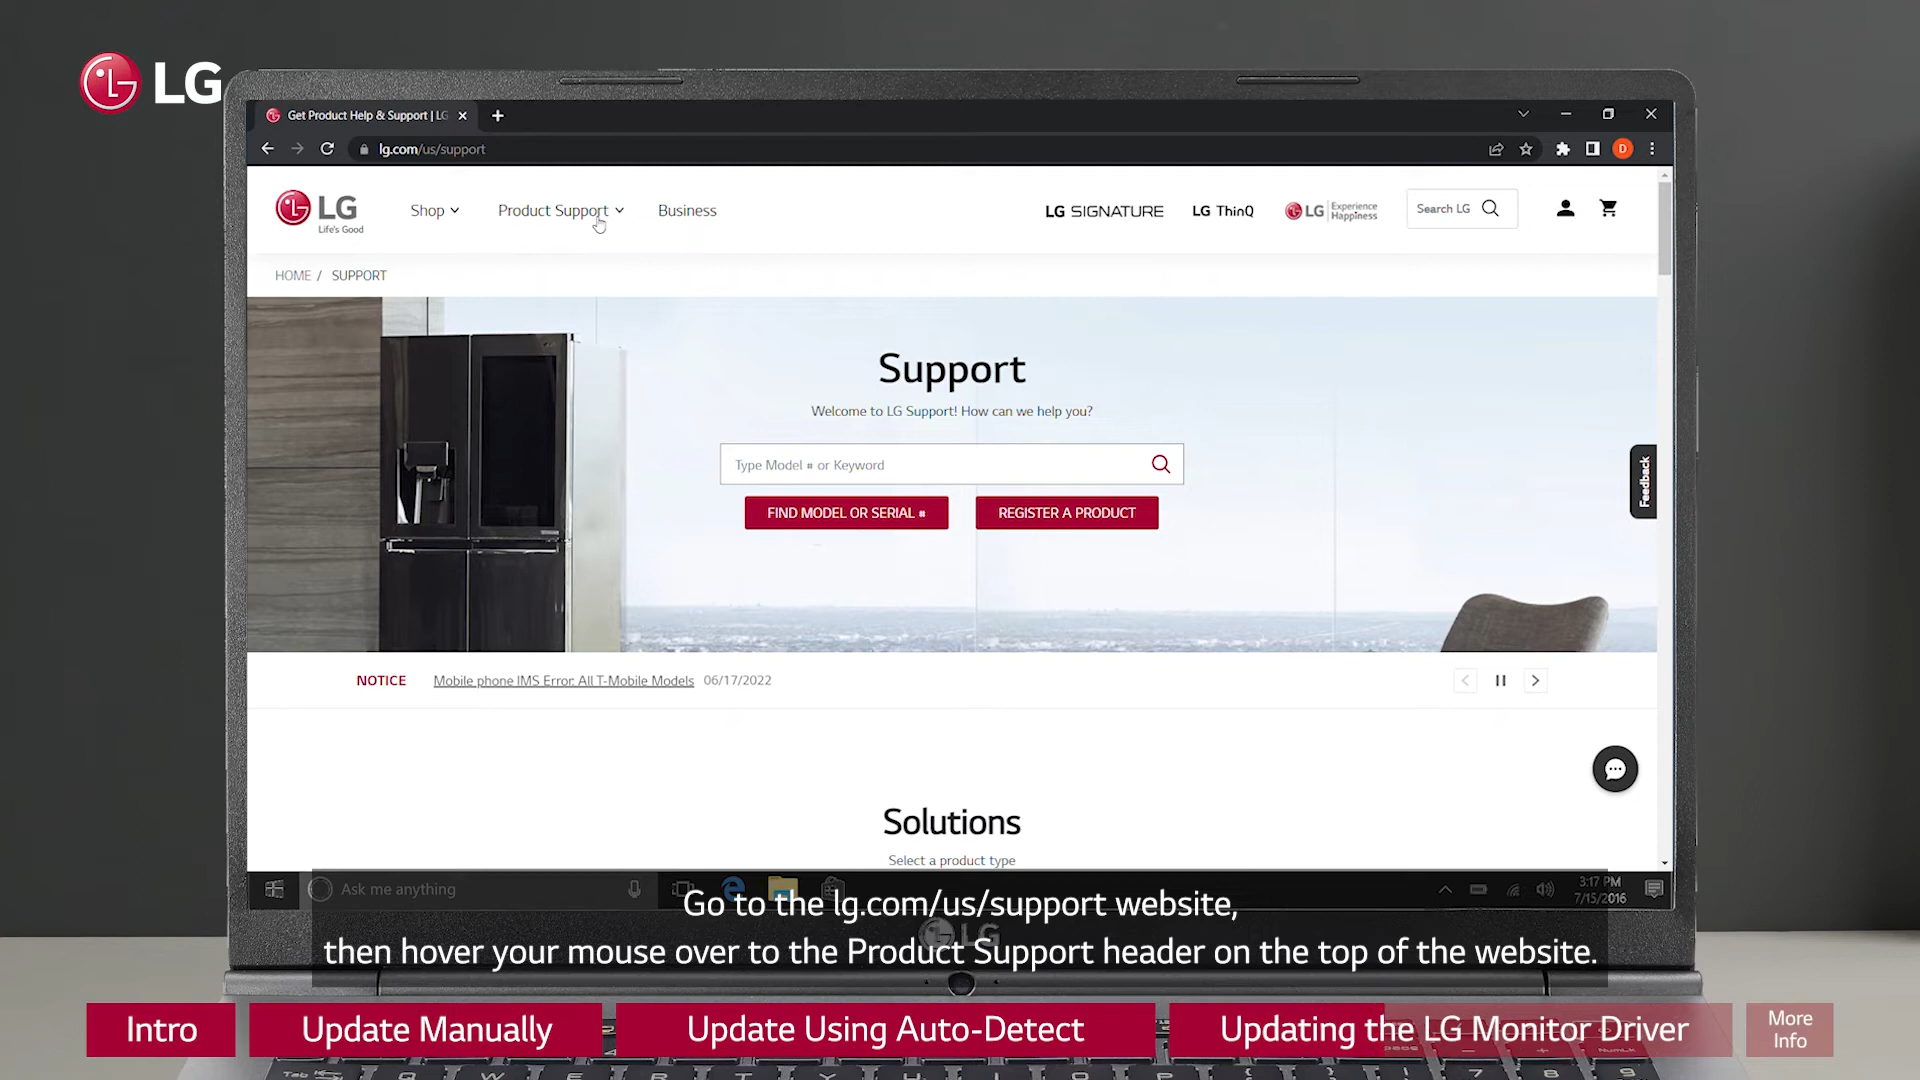 LG
Get Product Help & Support | LG
lg.com/us/support
D
LG
Life's Good
Shop
Product Support
Business
LG SIGNATURE
LG ThinQ
LG Experience Happiness
Search LG
HOME / SUPPORT
Support
Welcome to LG Support! How can we help you?
Type Model # or Keyword
FIND MODEL OR SERIAL #
REGISTER A PRODUCT
Feedback
NOTICE
Mobile phone IMS Error: All T-Mobile Models 06/17/2022
Solutions
Select a product type
Ask me anything
3:17 PM
7/15/2016
LG
Go to the lg.com/us/support website,
then hover your mouse over to the Product Support header on the top of the website.
Intro
Update Manually
Update Using Auto-Detect
Updating the LG Monitor Driver
More
Info